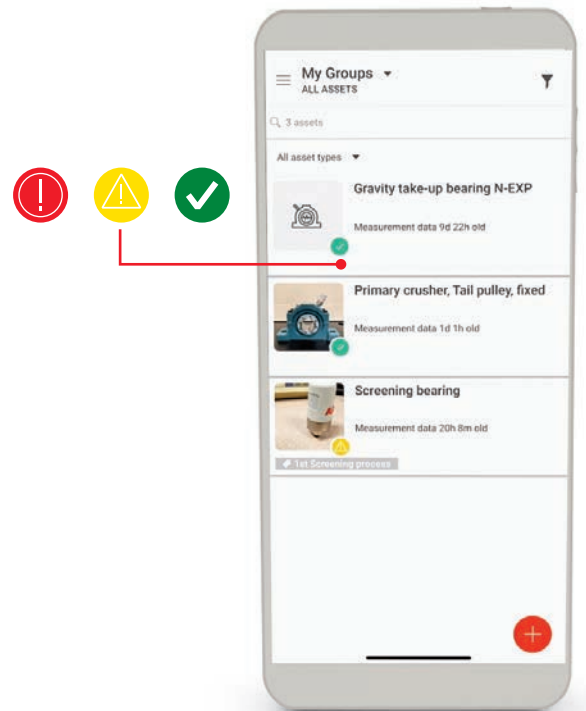 My Groups
ALL ASSETS
3 assets
All asset types
Gravity take-up bearing N-EXP
Measurement data 9d 22h old
Primary crusher, Tail pulley, fixed
Measurement data 1d 1h old
Screening bearing
Measurement data 20h 8m old
1st Screening process